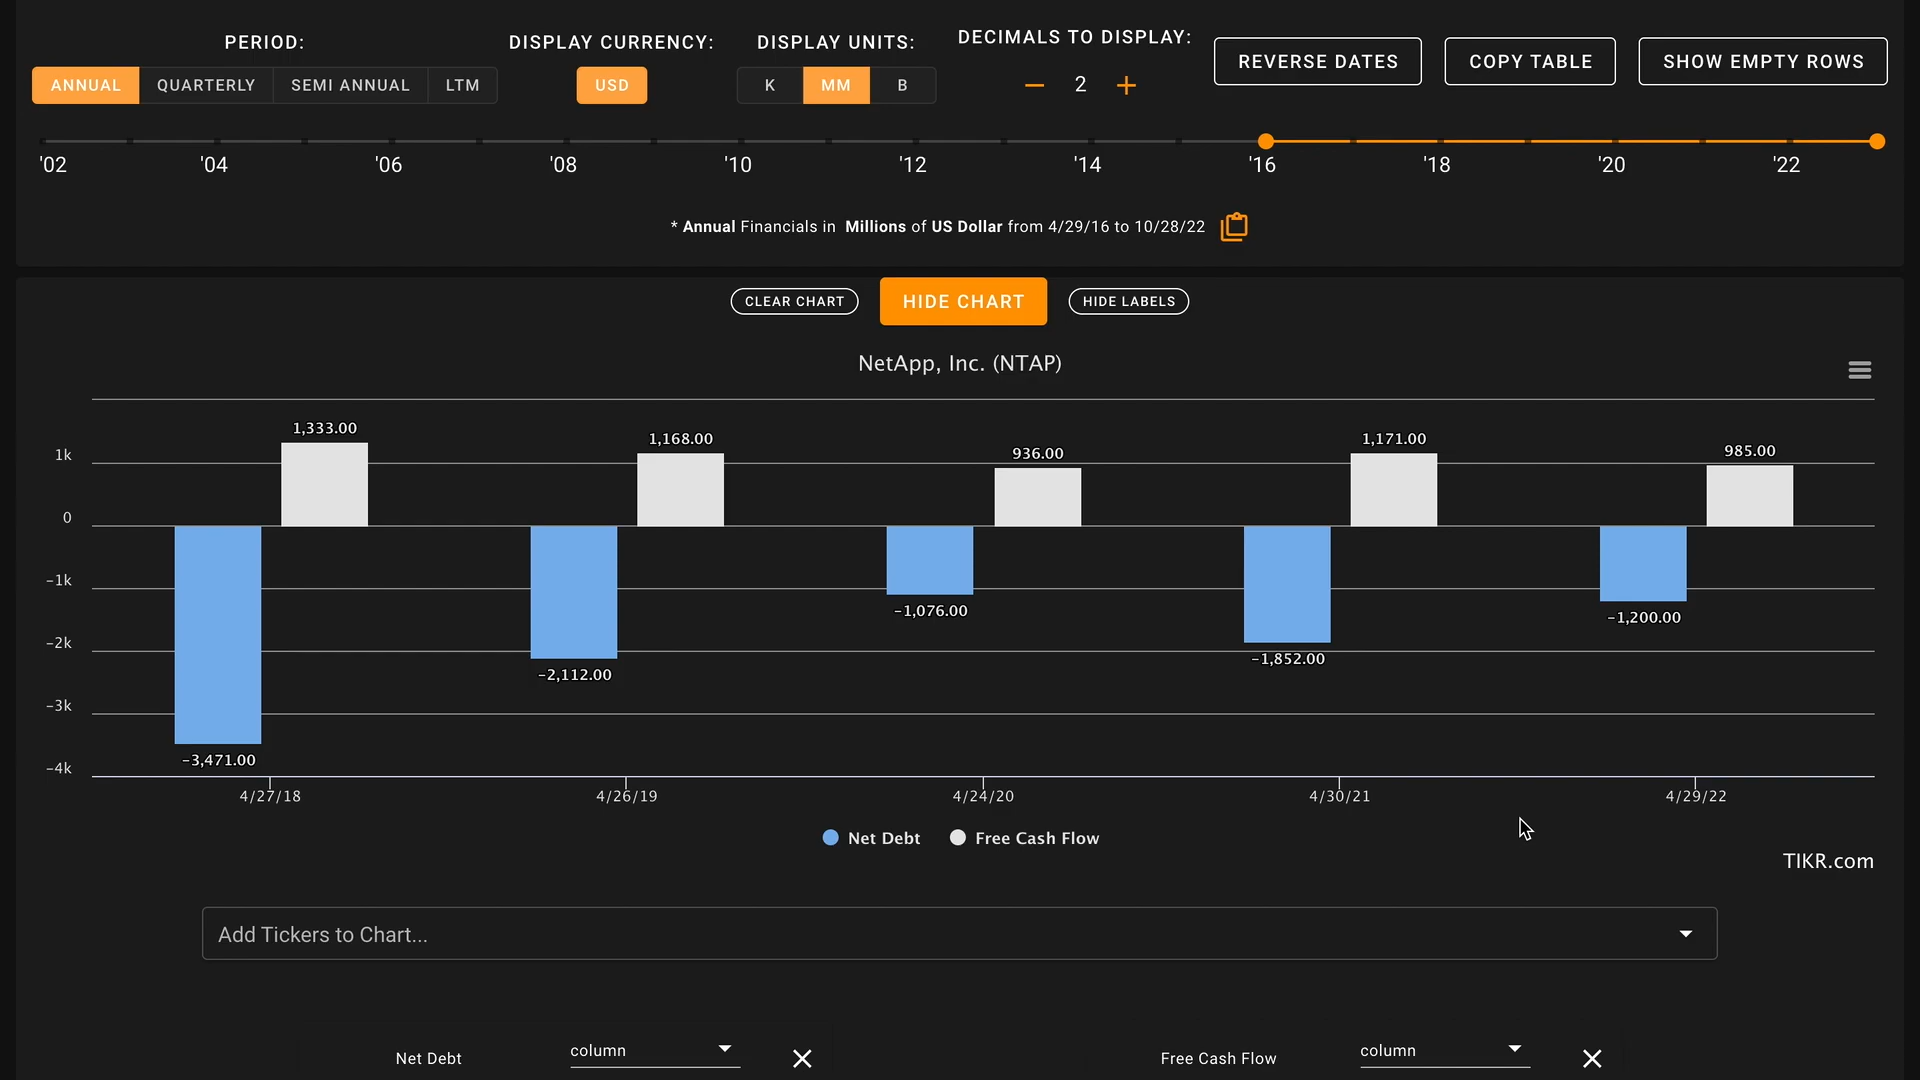 PERIOD:
ANNUAL QUARTERLY SEMI ANNUAL LTM
DISPLAY CURRENCY:
USD
DISPLAY UNITS:
K MM B
DECIMALS TO DISPLAY:
2
REVERSE DATES
COPY TABLE
SHOW EMPTY ROWS
'02 '04 '06 '08 '10 '12 '14 '16 '18 '20 '22
* Annual Financials in Millions of US Dollar from 4/29/16 to 10/28/22
CLEAR CHART
HIDE CHART
HIDE LABELS
NetApp, Inc. (NTAP)
1k
0
-1k
-2k
-3k
-4k
1,333.00
1,168.00
936.00
1,171.00
985.00
-3,471.00
-2,112.00
-1,076.00
-1,852.00
-1,200.00
4/27/18 4/26/19 4/24/20 4/30/21 4/29/22
Net Debt Free Cash Flow
TIKR.com
Add Tickers to Chart...
Net Debt column
Free Cash Flow column